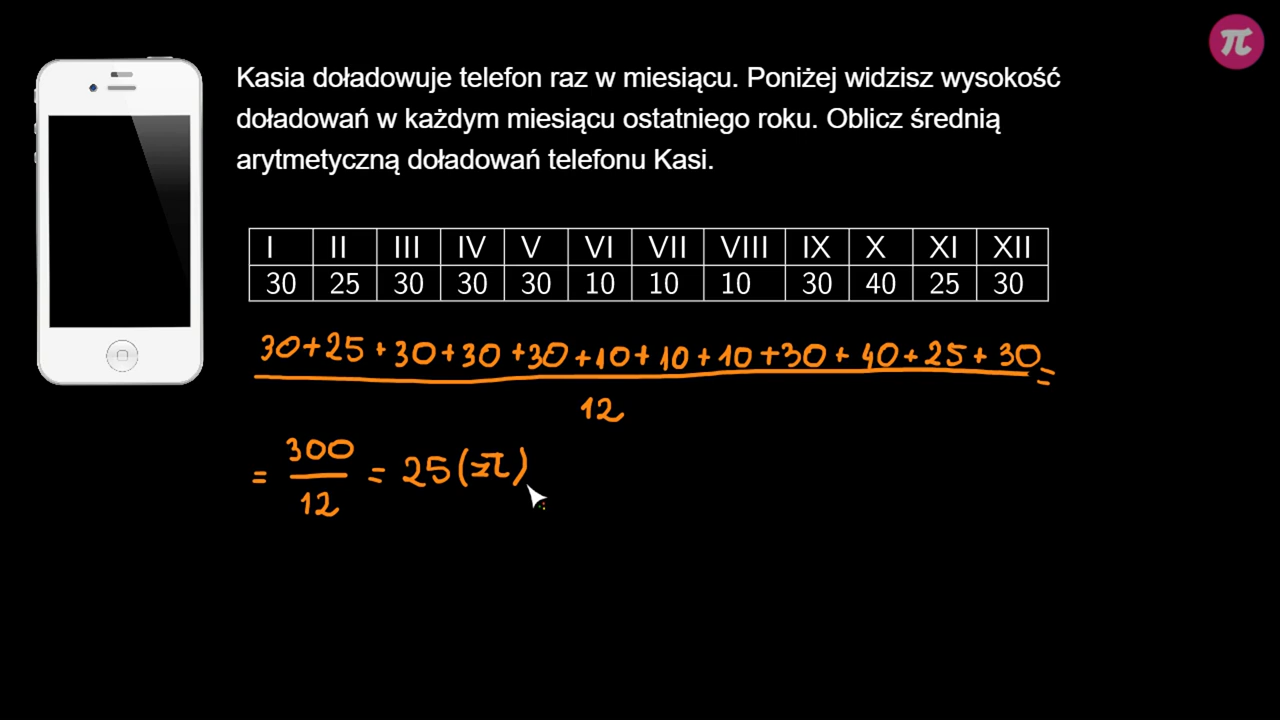 π
Kasia doładowuje telefon raz w miesiącu. Poniżej widzisz wysokość
doładowań w każdym miesiącu ostatniego roku. Oblicz średnią
arytmetyczną doładowań telefonu Kasi.
I II III IV V VI VII VIII IX X XI XII
30 25 30 30 30 10 10 10 30 40 25 30
30+25+30+30+30+10+10+10+30+40+25+30 =
12
= 300/12 = 25 (zł)